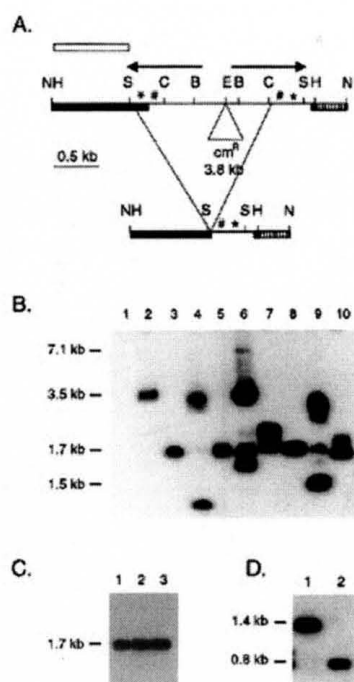 A.
NH S * # C B E B C # * S H N
0.5 kb
cmR
3.8 kb
NH S # * S H N
B.
1 2 3 4 5 6 7 8 9 10
7.1 kb
3.5 kb
1.7 kb
1.5 kb
C.
1 2 3
1.7 kb
D.
1 2
1.4 kb
0.8 kb